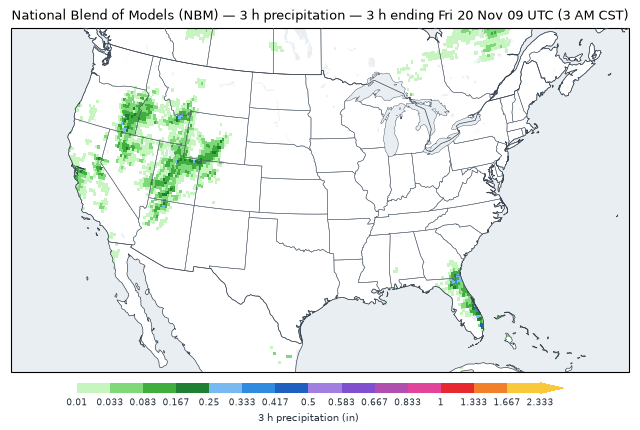 National Blend of Models (NBM) — 3 h precipitation — 3 h ending Fri 20 Nov 09 UTC (3 AM CST)
0.01 0.033 0.083 0.167 0.25 0.333 0.417 0.5 0.583 0.667 0.833 1 1.333 1.667 2.333
3 h precipitation (in)